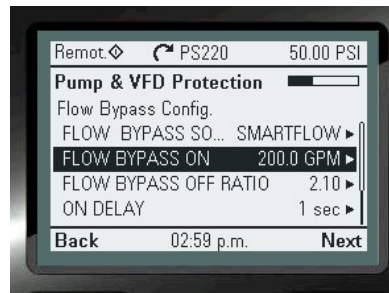 Remot. PS220 50.00 PSI
Pump & VFD Protection
Flow Bypass Config.
FLOW BYPASS SO... SMARTFLOW
FLOW BYPASS ON 200.0 GPM
FLOW BYPASS OFF RATIO 2.10
ON DELAY 1 sec
Back 02:59 p.m. Next